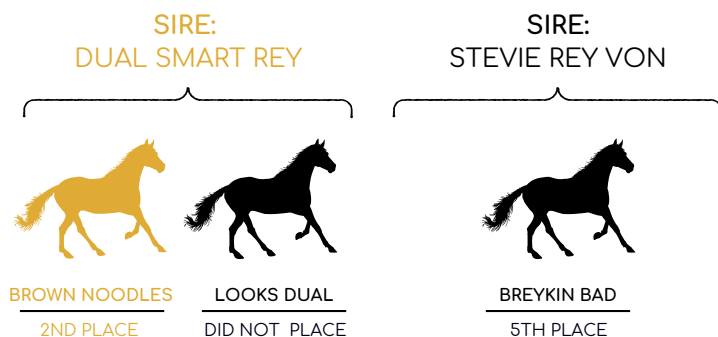 SIRE:
DUAL SMART REY
SIRE:
STEVIE REY VON
BROWN NOODLES
2ND PLACE
LOOKS DUAL
DID NOT PLACE
BREYKIN BAD
5TH PLACE